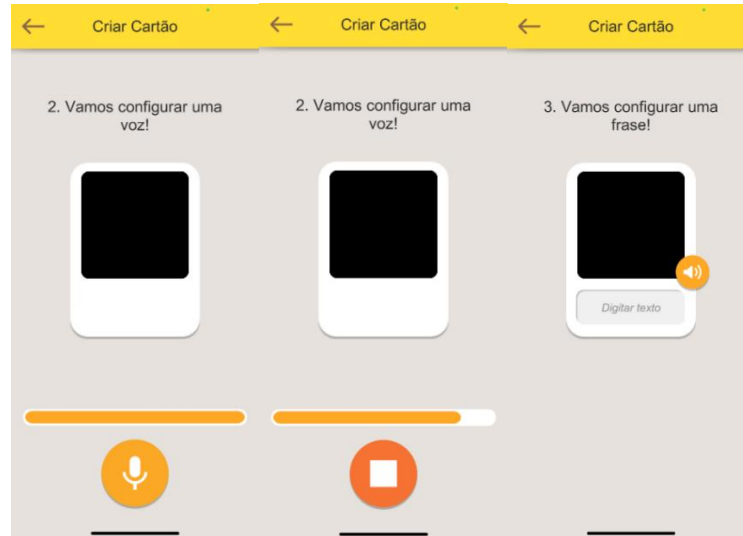 Criar Cartão
2. Vamos configurar uma
voz!
Criar Cartão
2. Vamos configurar uma
voz!
Criar Cartão
3. Vamos configurar uma
frase!
Digitar texto